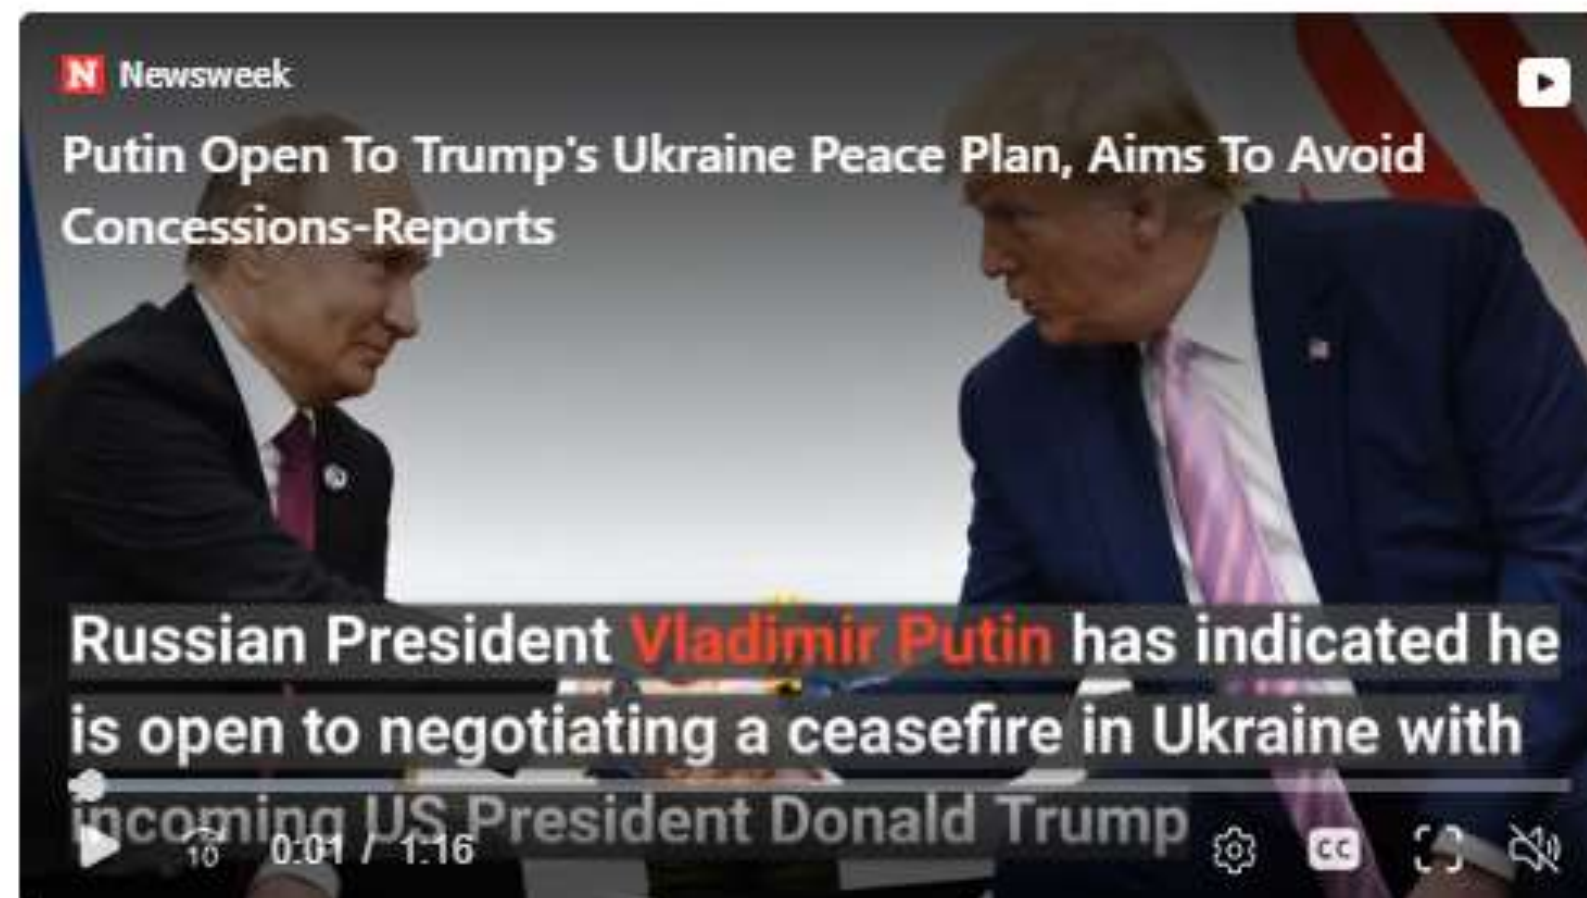 N Newsweek
Putin Open To Trump's Ukraine Peace Plan, Aims To Avoid
Concessions-Reports
Russian President Vladimir Putin has indicated he
is open to negotiating a ceasefire in Ukraine with
incoming US President Donald Trump
10 0:01 / 1:16 CC